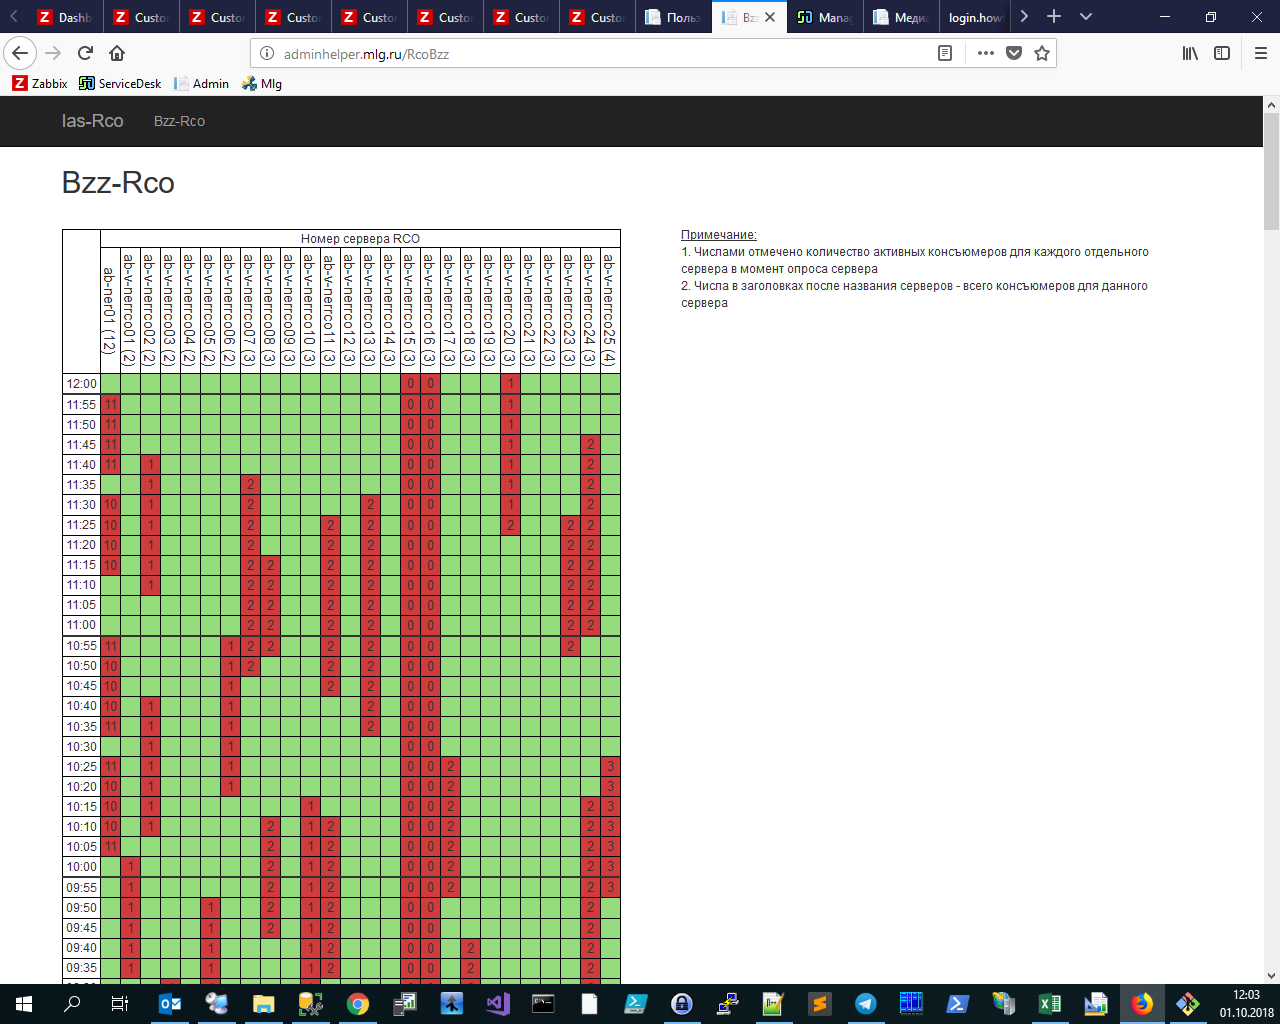 Dashb Custo Custo Custo Custo Custo Custo Custo Польз Bzz Mana Медиа login.how
adminhelper.mlg.ru/RcoBzz
Zabbix ServiceDesk Admin Mlg
Ias-Rco Bzz-Rco
Bzz-Rco
Номер сервера RCO
ab-ner01 (12)
ab-v-nerrco01 (2)
ab-v-nerrco02 (2)
ab-v-nerrco03 (2)
ab-v-nerrco04 (2)
ab-v-nerrco05 (2)
ab-v-nerrco06 (2)
ab-v-nerrco07 (3)
ab-v-nerrco08 (3)
ab-v-nerrco09 (3)
ab-v-nerrco10 (3)
ab-v-nerrco11 (3)
ab-v-nerrco12 (3)
ab-v-nerrco13 (3)
ab-v-nerrco14 (3)
ab-v-nerrco15 (3)
ab-v-nerrco16 (3)
ab-v-nerrco17 (3)
ab-v-nerrco18 (3)
ab-v-nerrco19 (3)
ab-v-nerrco20 (3)
ab-v-nerrco21 (3)
ab-v-nerrco22 (3)
ab-v-nerrco23 (3)
ab-v-nerrco24 (3)
ab-v-nerrco25 (4)
12:00 0 0 1
11:55 11 0 0 1
11:50 11 0 0 1
11:45 11 0 0 1 2
11:40 11 1 0 0 1 2
11:35 1 2 0 0 1 2
11:30 10 1 2 2 0 0 1 2
11:25 10 1 2 2 2 0 0 2 2 2
11:20 10 1 2 2 2 0 0 2 2
11:15 10 1 2 2 2 2 0 0 2 2
11:10 1 2 2 2 2 0 0 2 2
11:05 2 2 2 2 0 0 2 2
11:00 2 2 2 2 0 0 2 2
10:55 11 1 2 2 2 2 0 0 2
10:50 10 1 2 2 2 0 0
10:45 10 1 2 2 0 0
10:40 10 1 1 2 0 0
10:35 11 1 1 2 0 0
10:30 1 1 0 0
10:25 11 1 1 0 0 2 3
10:20 10 1 1 0 0 2 3
10:15 10 1 1 0 0 2 2 3
10:10 10 1 2 1 2 0 0 2 2 3
10:05 11 2 1 2 0 0 2 2 3
10:00 1 2 1 2 0 0 2 2 3
09:55 1 2 1 2 0 0 2 2 3
09:50 1 1 2 1 2 0 0 2
09:45 1 1 2 1 2 0 0 2
09:40 1 1 1 2 0 0 2 2
09:35 1 1 1 2 0 0 2 2
Примечание:
1. Числами отмечено количество активных консъюмеров для каждого отдельного
сервера в момент опроса сервера
2. Числа в заголовках после названия серверов - всего консъюмеров для данного
сервера
12:03
01.10.2018